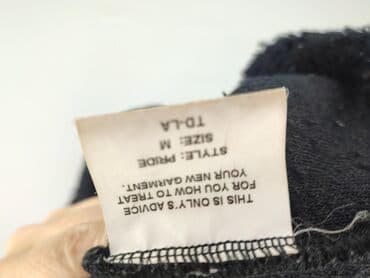 THIS IS ONLY'S ADVICE
FOR YOU HOW TO TREAT
YOUR NEW GARMENT.
STYLE: PRIDE
SIZE: M
TD-LA